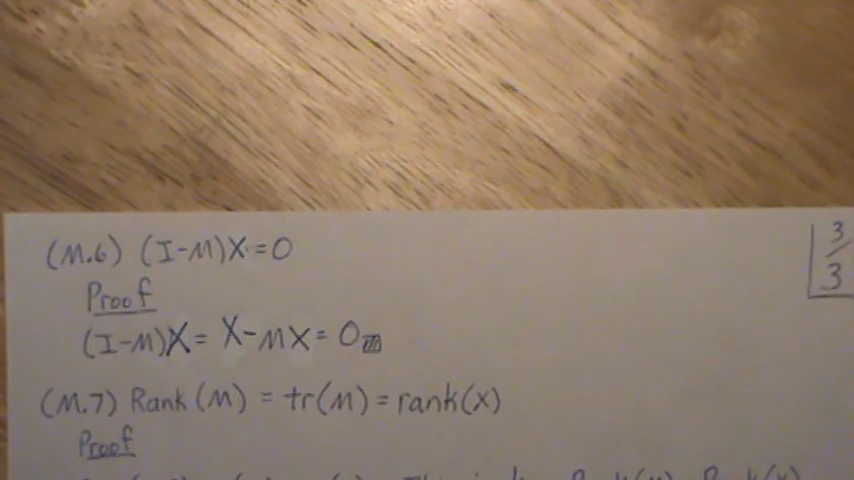 3/3
(M.6) (I-M)X = 0
Proof
(I-M)X = X-MX = 0
(M.7) Rank(M) = tr(M) = rank(X)
Proof